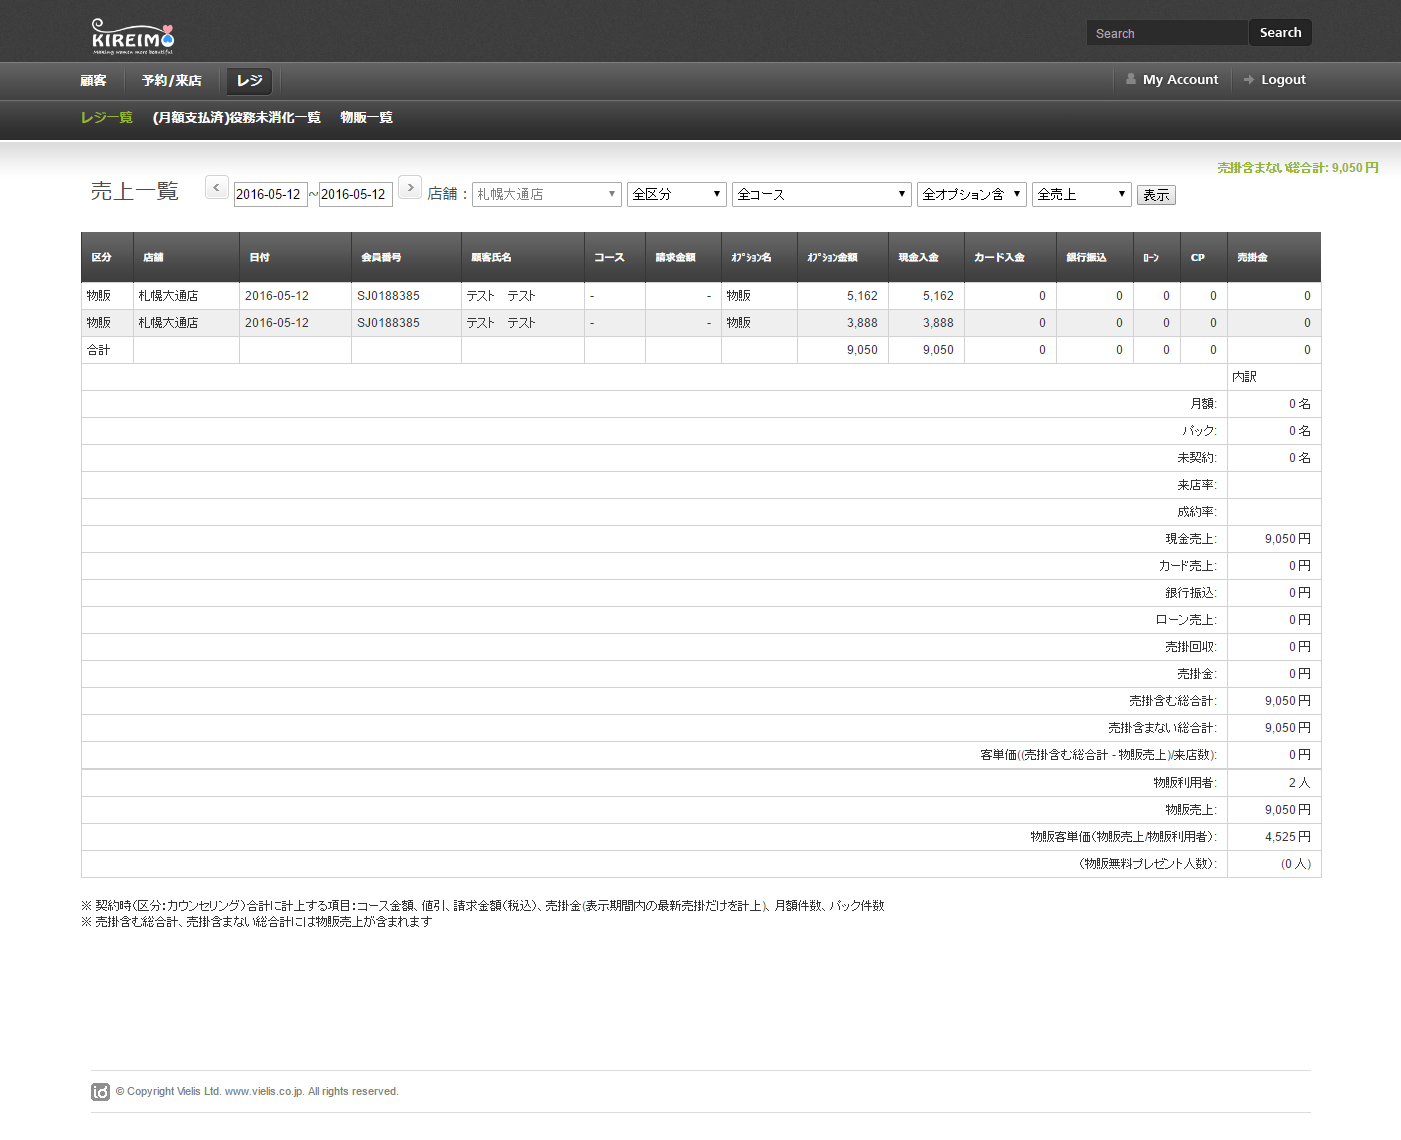 KIREIMO
Making women more beautiful
Search Search
顧客 予約/来店 レジ My Account Logout
レジ一覧 (月額支払済)役務未消化一覧 物販一覧
売掛含まない総合計: 9,050 円
売上一覧 < 2016-05-12 ~ 2016-05-12 > 店舗 : 札幌大通店 全区分 全コース 全オプション含 全売上 表示
区分 店舗 日付 会員番号 顧客氏名 コース 請求金額 ｵﾌﾟｼｮﾝ名 ｵﾌﾟｼｮﾝ金額 現金入金 カード入金 銀行振込 ﾛｰﾝ CP 売掛金
物販 札幌大通店 2016-05-12 SJ0188385 テスト　テスト - - 物販 5,162 5,162 0 0 0 0 0
物販 札幌大通店 2016-05-12 SJ0188385 テスト　テスト - - 物販 3,888 3,888 0 0 0 0 0
合計 9,050 9,050 0 0 0 0 0
内訳
月額: 0 名
パック: 0 名
未契約: 0 名
来店率:
成約率:
現金売上: 9,050 円
カード売上: 0 円
銀行振込: 0 円
ローン売上: 0 円
売掛回収: 0 円
売掛金: 0 円
売掛含む総合計: 9,050 円
売掛含まない総合計: 9,050 円
客単価((売掛含む総合計 - 物販売上)/来店数): 0 円
物販利用者: 2 人
物販売上: 9,050 円
物販客単価（物販売上/物販利用者）: 4,525 円
（物販無料プレゼント人数）: (0 人)
※ 契約時（区分：カウンセリング）合計に計上する項目：コース金額、値引、請求金額（税込）、売掛金(表示期間内の最新売掛だけを計上)、月額件数、パック件数
※ 売掛含む総合計、売掛含まない総合計には物販売上が含まれます
© Copyright Vielis Ltd. www.vielis.co.jp. All rights reserved.